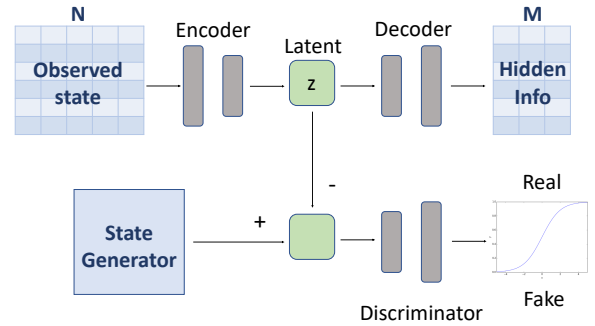 N
M
Encoder
Latent
Decoder
Observed
state
z
Hidden
Info
-
+
State
Generator
Real
Fake
Discriminator